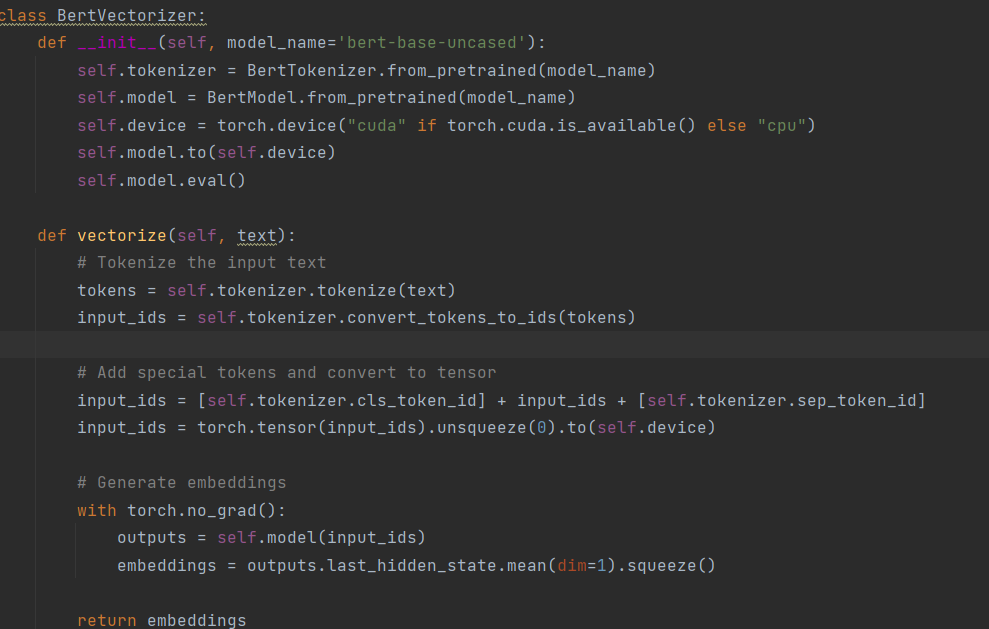 class BertVectorizer:
    def __init__(self, model_name='bert-base-uncased'):
        self.tokenizer = BertTokenizer.from_pretrained(model_name)
        self.model = BertModel.from_pretrained(model_name)
        self.device = torch.device("cuda" if torch.cuda.is_available() else "cpu")
        self.model.to(self.device)
        self.model.eval()

    def vectorize(self, text):
        # Tokenize the input text
        tokens = self.tokenizer.tokenize(text)
        input_ids = self.tokenizer.convert_tokens_to_ids(tokens)

        # Add special tokens and convert to tensor
        input_ids = [self.tokenizer.cls_token_id] + input_ids + [self.tokenizer.sep_token_id]
        input_ids = torch.tensor(input_ids).unsqueeze(0).to(self.device)

        # Generate embeddings
        with torch.no_grad():
            outputs = self.model(input_ids)
            embeddings = outputs.last_hidden_state.mean(dim=1).squeeze()

        return embeddings